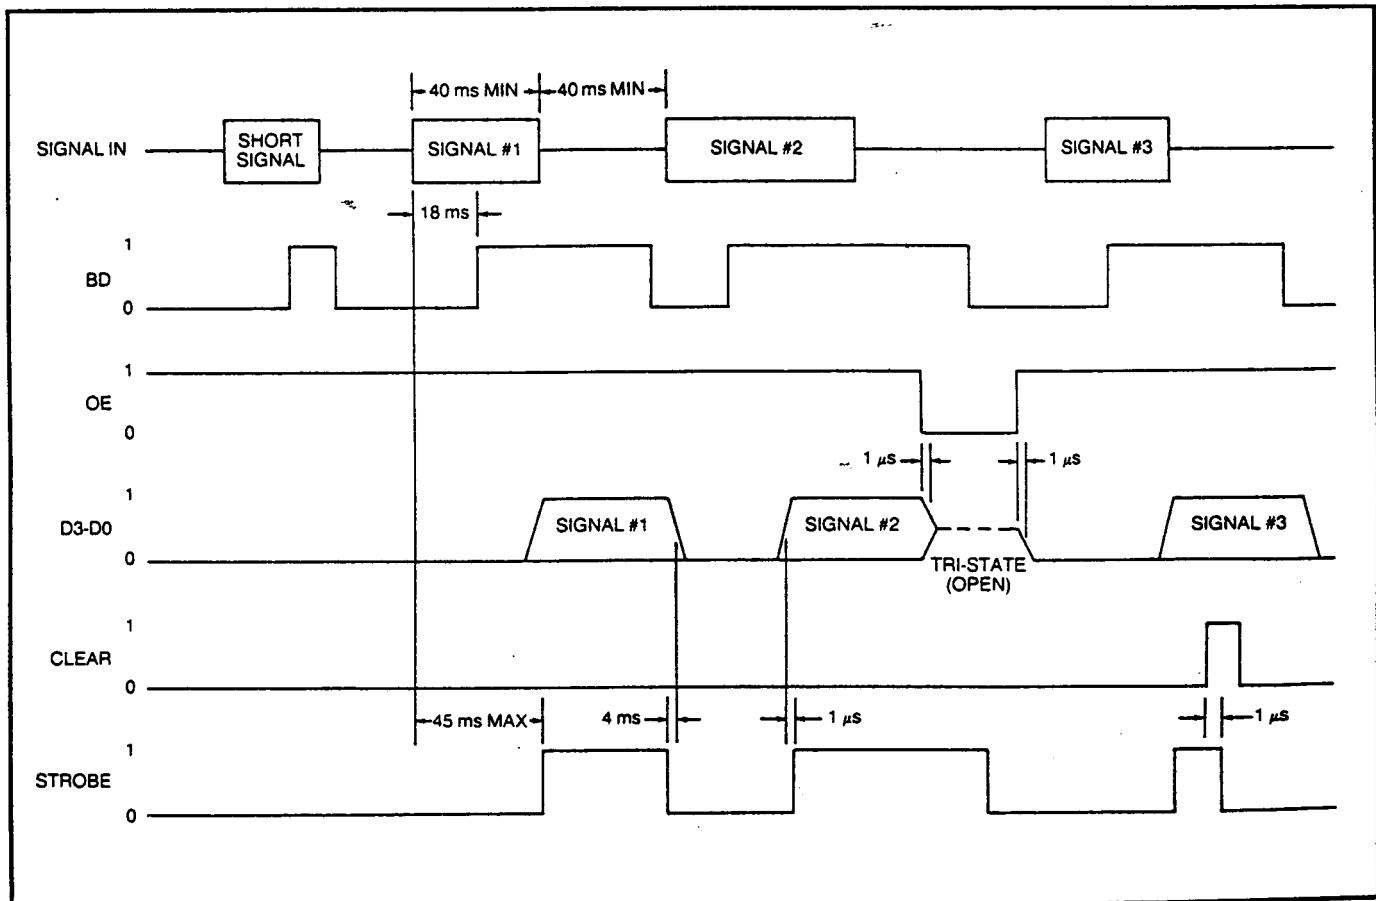 40 ms MIN 40 ms MIN
SIGNAL IN
SHORT
SIGNAL
SIGNAL #1
SIGNAL #2
SIGNAL #3
18 ms
1
BD
0
1
OE
0
1 μs 1 μs
1
D3-D0
SIGNAL #1
SIGNAL #2
SIGNAL #3
0
TRI-STATE
(OPEN)
1
CLEAR
0
45 ms MAX 4 ms 1 μs 1 μs
1
STROBE
0